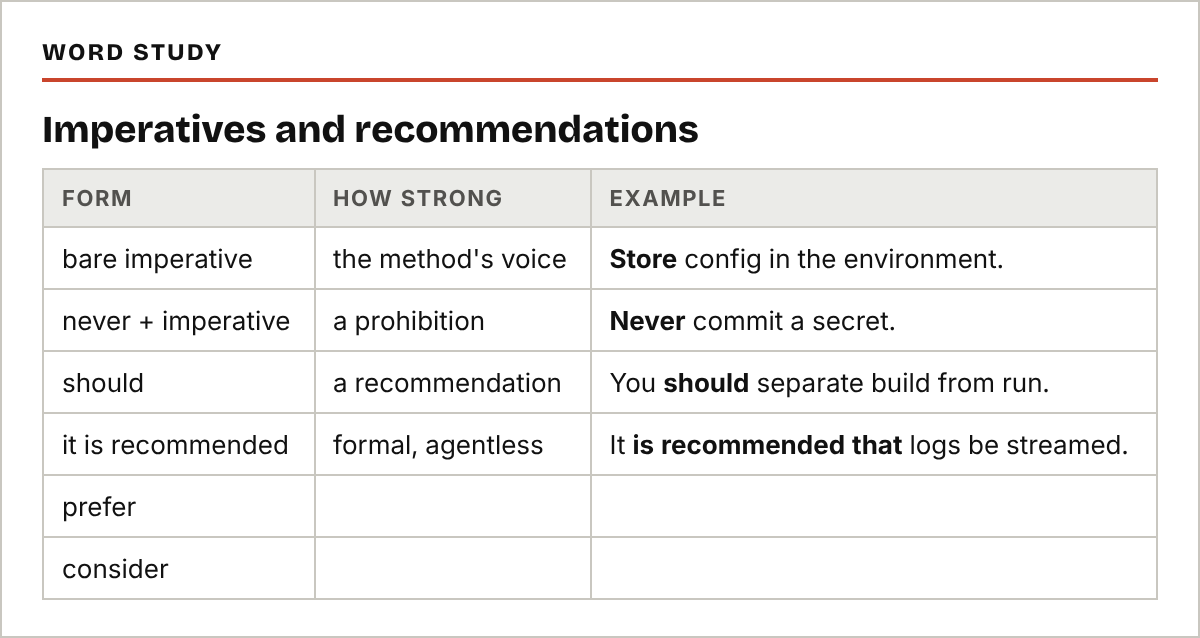 WORD STUDY
Imperatives and recommendations
FORM HOW STRONG EXAMPLE
bare imperative the method's voice Store config in the environment.
never + imperative a prohibition Never commit a secret.
should a recommendation You should separate build from run.
it is recommended formal, agentless It is recommended that logs be streamed.
prefer
consider